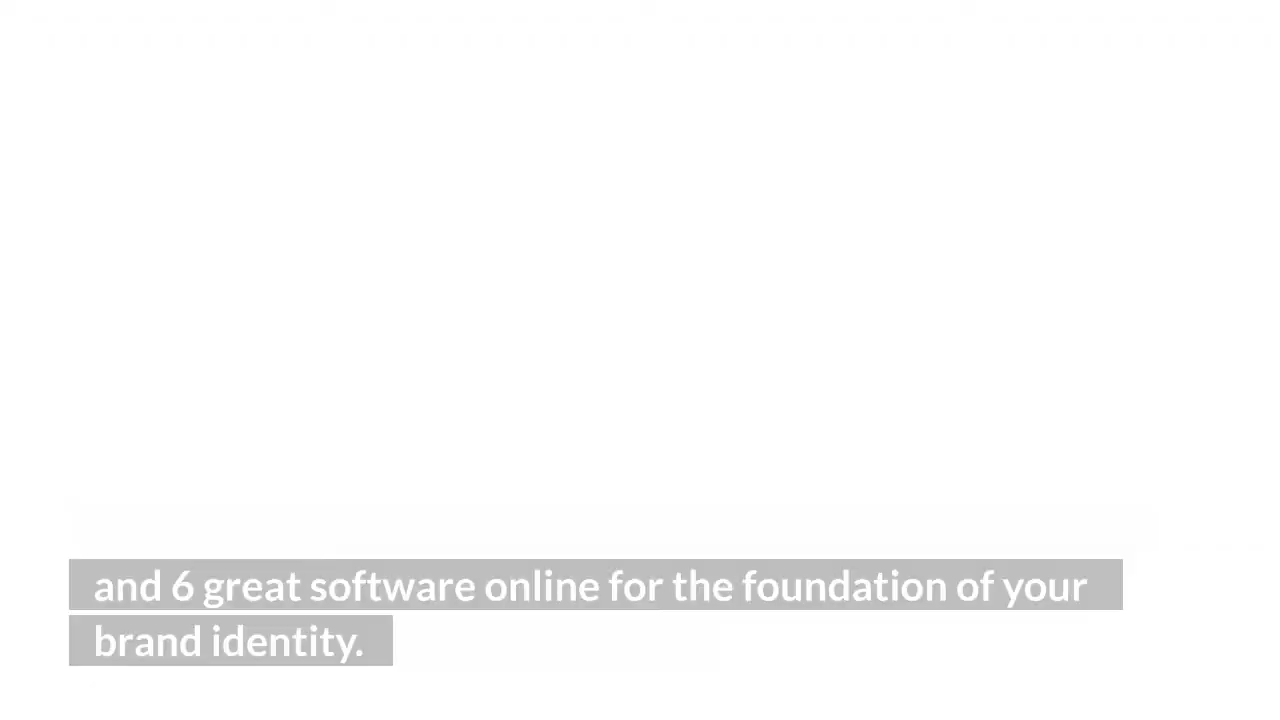 and 6 great software online for the foundation of your
brand identity.